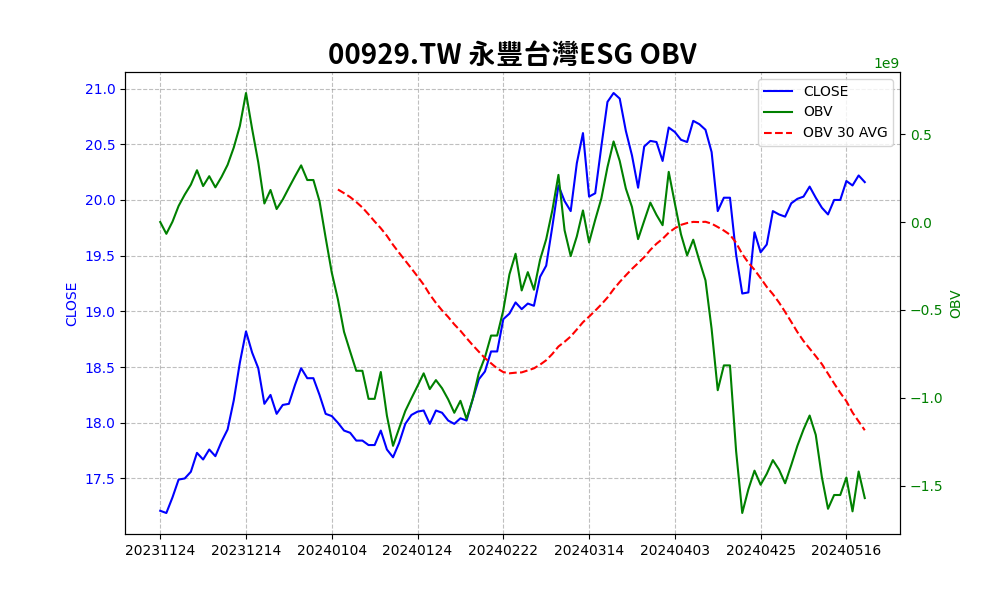 00929.TW 永豐台灣ESG OBV
1e9
CLOSE
OBV
OBV 30 AVG
21.0
20.5
20.0
19.5
19.0
18.5
18.0
17.5
CLOSE
0.5
0.0
−0.5
−1.0
−1.5
OBV
20231124 20231214 20240104 20240124 20240222 20240314 20240403 20240425 20240516